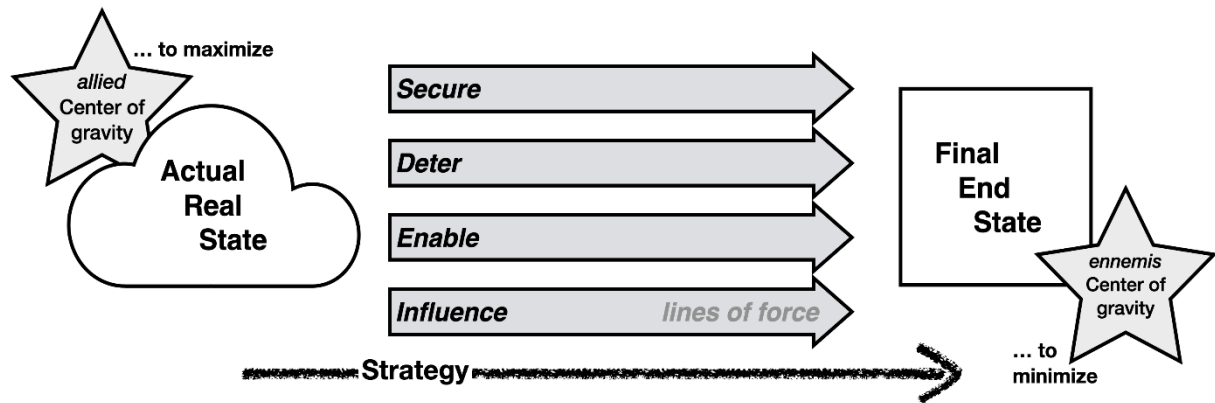 ... to maximize
allied
Center of
gravity
Actual
Real
State
Secure
Deter
Enable
Influence
lines of force
Strategy
Final
End
State
ennemis
Center of
gravity
... to
minimize